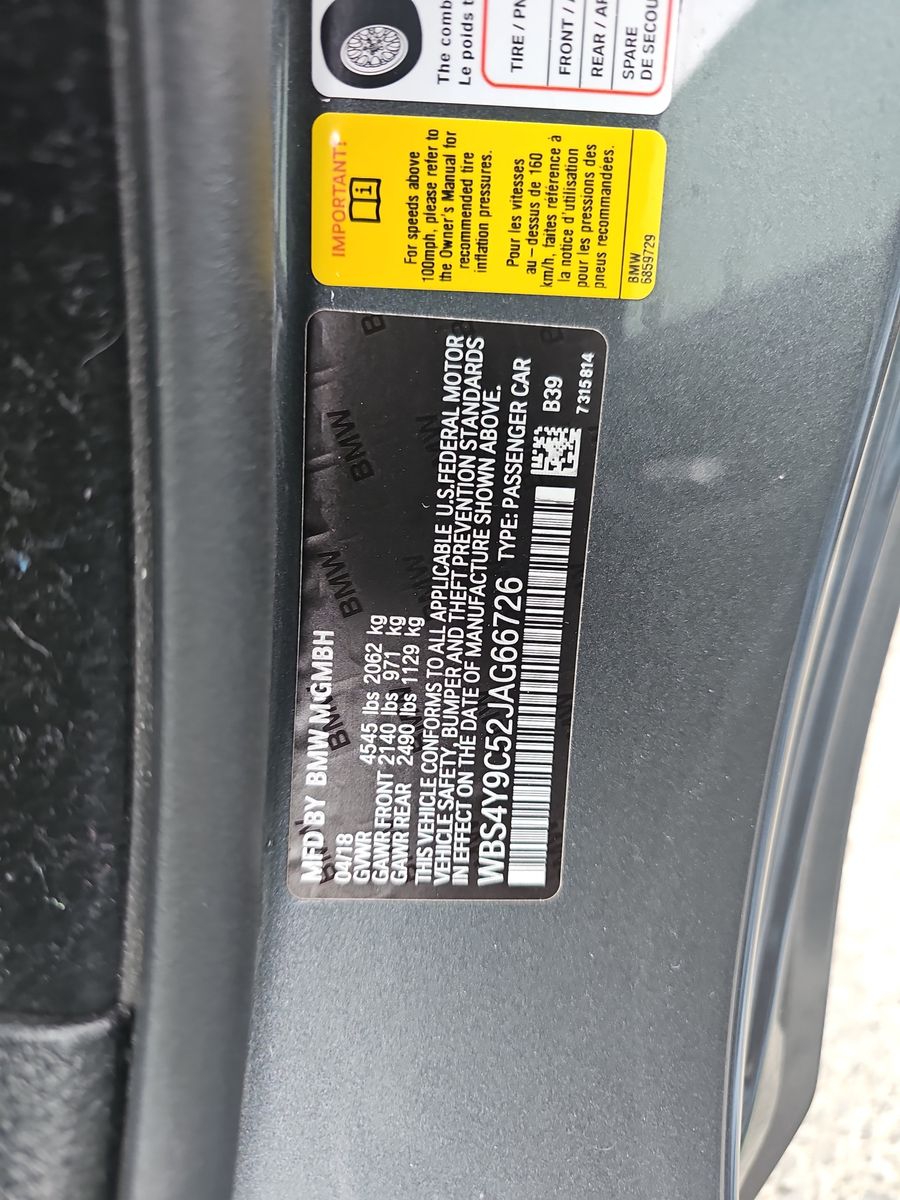 MFD BY BMW M GMBH
04/18
GVWR 4545 lbs 2062 kg
GAWR FRONT 2140 lbs 971 kg
GAWR REAR 2490 lbs 1129 kg
THIS VEHICLE CONFORMS TO ALL APPLICABLE U.S.FEDERAL MOTOR
VEHICLE SAFETY, BUMPER AND THEFT PREVENTION STANDARDS
IN EFFECT ON THE DATE OF MANUFACTURE SHOWN ABOVE.
WBS4Y9C52JAG66726 TYPE: PASSENGER CAR
B39
7315814
BMW
BMW
BMW
IMPORTANT!
For speeds above
100mph, please refer to
the Owner's Manual for
recommended tire
inflation pressures.
Pour les vitesses
au-dessus de 160
km/h, faites référence à
la notice d'utilisation
pour les pressions des
pneus recommandées.
BMW
6859729
The comb
Le poids t
TIRE / PN
FRONT / A
REAR / AR
SPARE
DE SECOU